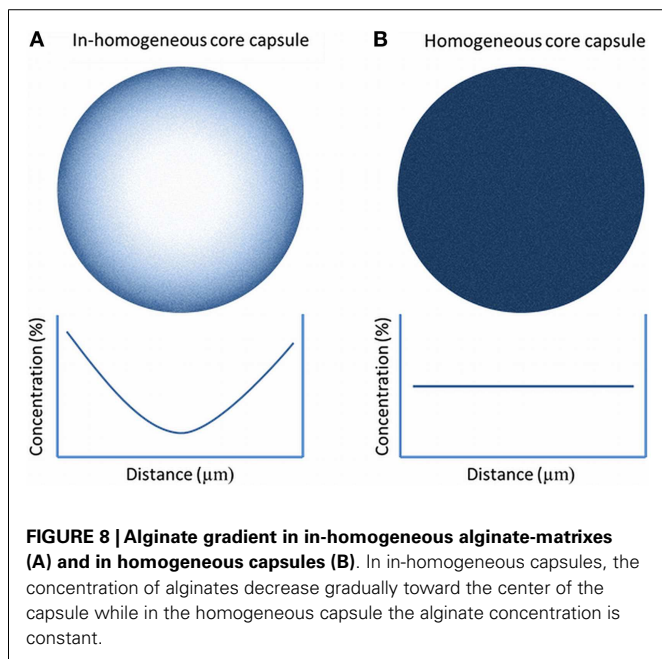 A In-homogeneous core capsule
B Homogeneous core capsule
Concentration (%)
Distance (µm)
Concentration (%)
Distance (µm)
FIGURE 8 | Alginate gradient in in-homogeneous alginate-matrixes
(A) and in homogeneous capsules (B). In in-homogeneous capsules, the
concentration of alginates decrease gradually toward the center of the
capsule while in the homogeneous capsule the alginate concentration is
constant.